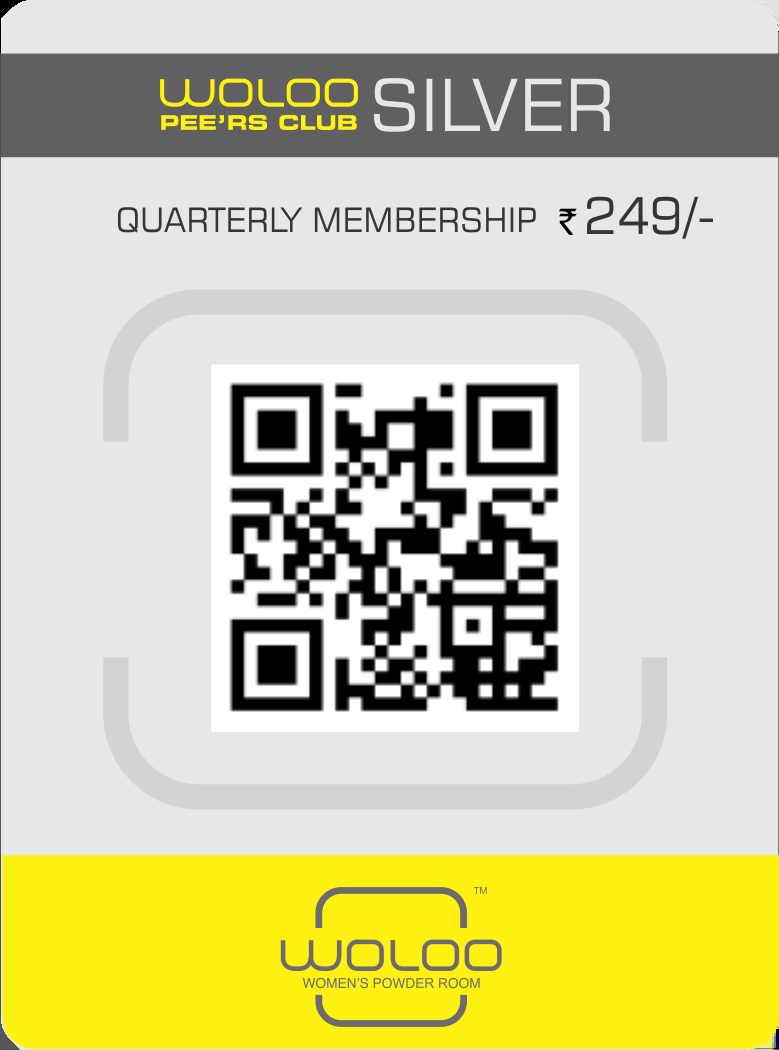 WOLOO
PEE'RS CLUB SILVER
QUARTERLY MEMBERSHIP ₹249/-
TM
WOLOO
WOMEN'S POWDER ROOM